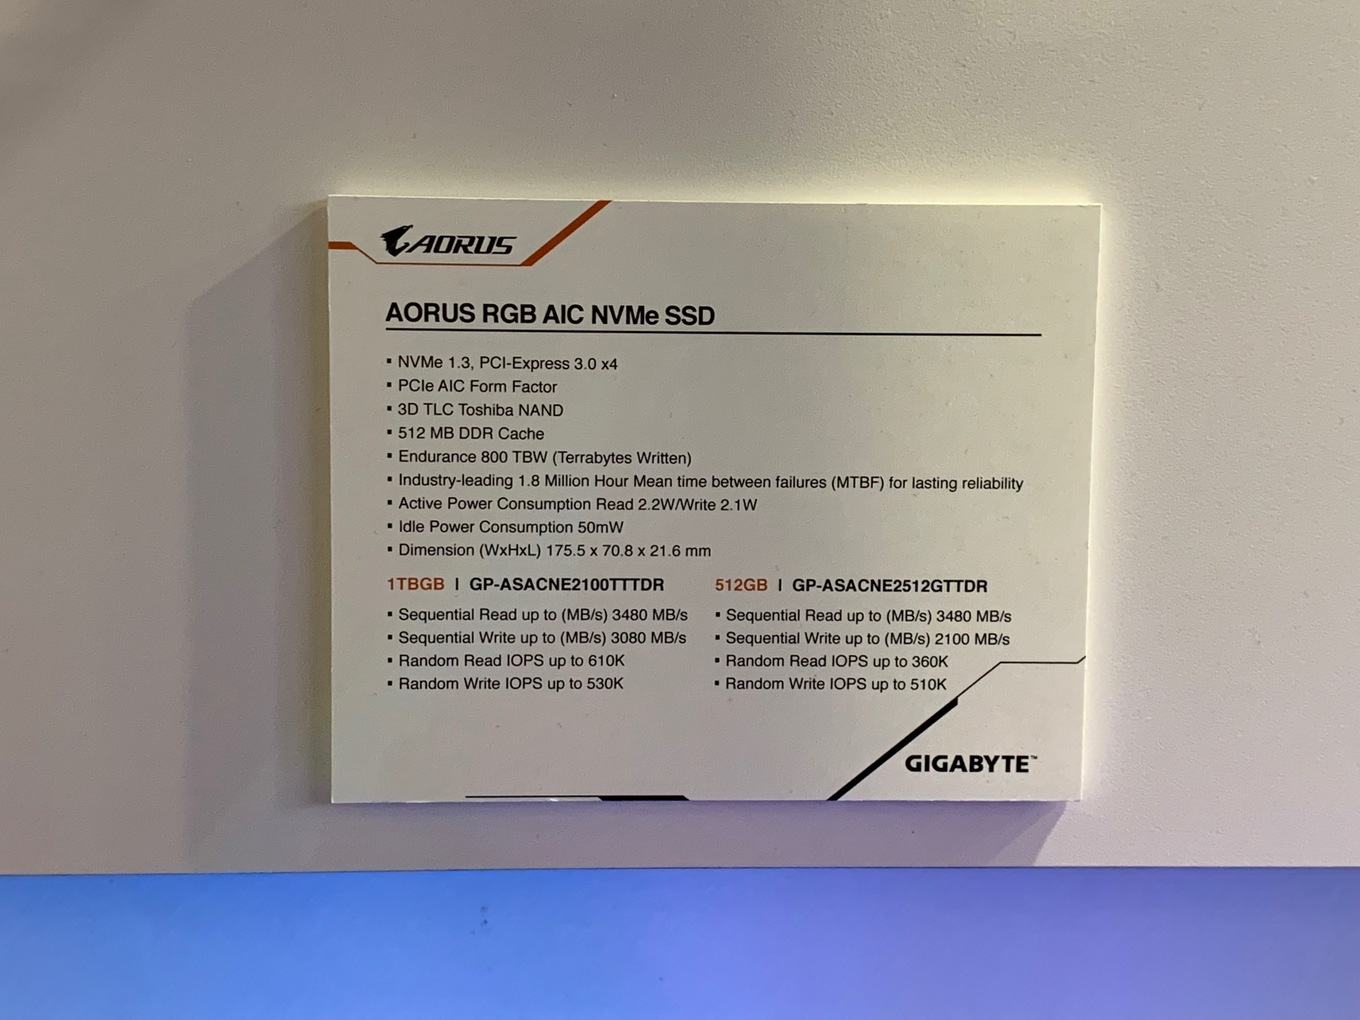 AORUS
AORUS RGB AIC NVMe SSD
▪ NVMe 1.3, PCI-Express 3.0 x4
▪ PCIe AIC Form Factor
▪ 3D TLC Toshiba NAND
▪ 512 MB DDR Cache
▪ Endurance 800 TBW (Terrabytes Written)
▪ Industry-leading 1.8 Million Hour Mean time between failures (MTBF) for lasting reliability
▪ Active Power Consumption Read 2.2W/Write 2.1W
▪ Idle Power Consumption 50mW
▪ Dimension (WxHxL) 175.5 x 70.8 x 21.6 mm
1TBGB | GP-ASACNE2100TTTDR
▪ Sequential Read up to (MB/s) 3480 MB/s
▪ Sequential Write up to (MB/s) 3080 MB/s
▪ Random Read IOPS up to 610K
▪ Random Write IOPS up to 530K
512GB | GP-ASACNE2512GTTDR
▪ Sequential Read up to (MB/s) 3480 MB/s
▪ Sequential Write up to (MB/s) 2100 MB/s
▪ Random Read IOPS up to 360K
▪ Random Write IOPS up to 510K
GIGABYTE™